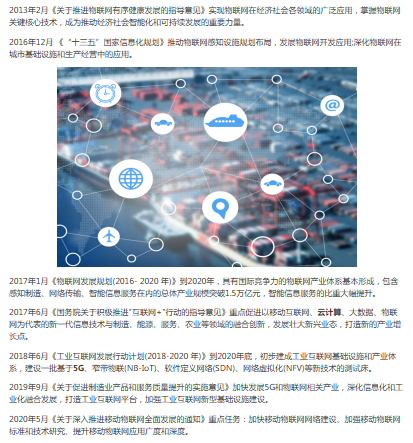 2013年2月《关于推进物联网有序健康发展的指导意见》实现物联网在经济社会各领域的广泛应用，掌握物联网
关键核心技术，成为推动经济社会智能化和可持续发展的重要力量。
2016年12月 《“十三五”国家信息化规划》推动物联网感知设施规划布局，发展物联网开发应用;深化物联网在
城市基础设施和生产经营中的应用。
@
2017年1月《物联网发展规划(2016- 2020 年)》到2020年，具有国际竞争力的物联网产业体系基本形成，包含
感知制造、网络传输、智能信息服务在内的总体产业规模突破1.5万亿元，智能信息服务的比重大幅提升。
2017年6月《国务院关于积极推进"互联网+"行动的指导意见》重点促进以移动互联网、云计算、大数据、物联
网为代表的新一代信息技术与制造、能源、服务、农业等领域的融合创新，发展壮大新兴业态，打造新的产业增
长点。
2018年6月《工业互联网发展行动计划(2018-2020 年)》到2020年底，初步建成工业互联网基础设施和产业体
系，建设一批基于5G、窄带物联(NB-IoT)、软件定义网络(SDN)、网络虚拟化(NFV)等新技术的测试床。
2019年9月《关于促进制造业产品和服务质量提升的实施意见》加快发展5G和物联网相关产业，深化信息化和工
业化融合发展，打造工业互联网平台，加强工业互联网新型基础设施建设。
2020年5月《关于深入推进移动物联网全面发展的通知》重点任务：加快移动物联网网络建设、加强移动物联网
标准和技术研究、提升移动物联网应用广度和深度。